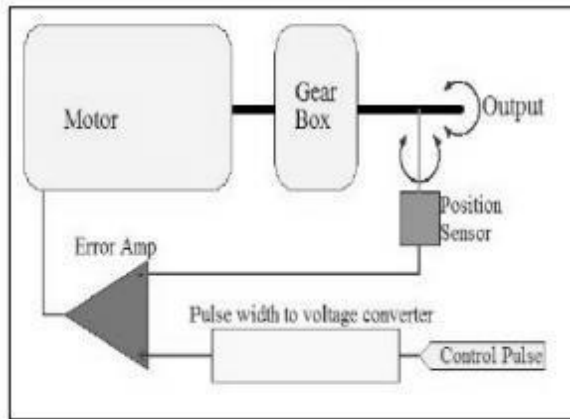 Motor
Gear
Box
Output
Position
Sensor
Error Amp
Pulse width to voltage converter
Control Pulse